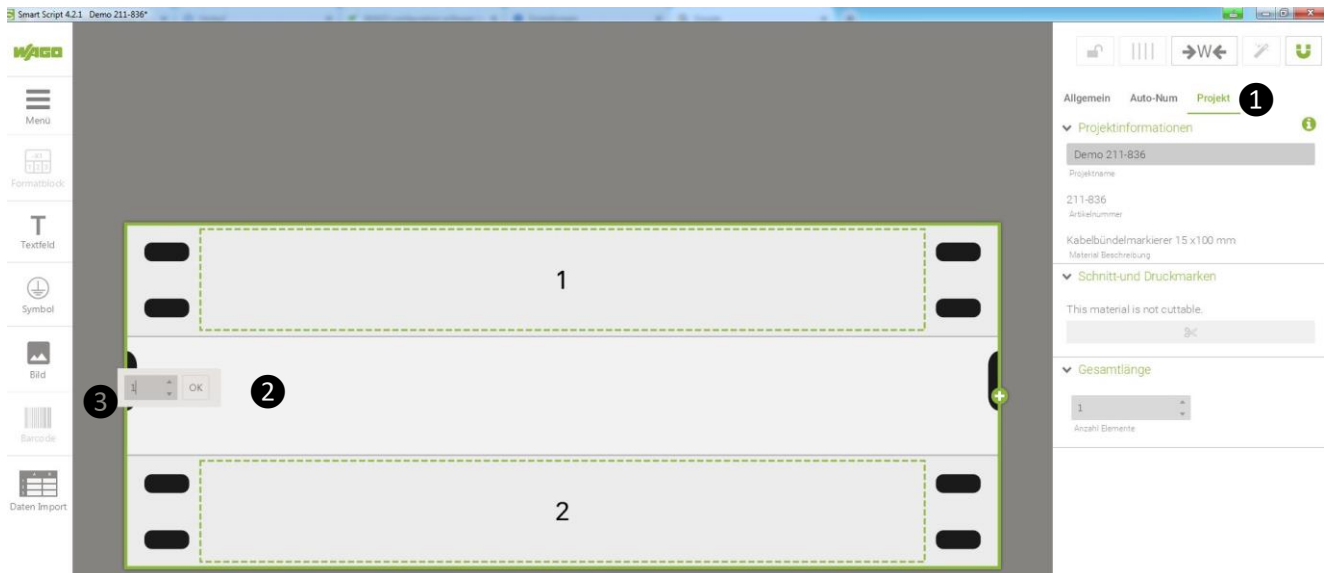 Smart Script 4.2.1 Demo 211-836*
WAGO
Menü
Formatblock
T
Textfeld
Symbol
Bild
Barcode
Daten Import
1
3
1
OK
2
2
→W←
Allgemein Auto-Num Projekt 1
Projektinformationen
Demo 211-836
Projektname
211-836
Artikelnummer
Kabelbündelmarkierer 15 x100 mm
Material Beschreibung
Schnitt-und Druckmarken
This material is not cuttable.
Gesamtlänge
1
Anzahl Elemente